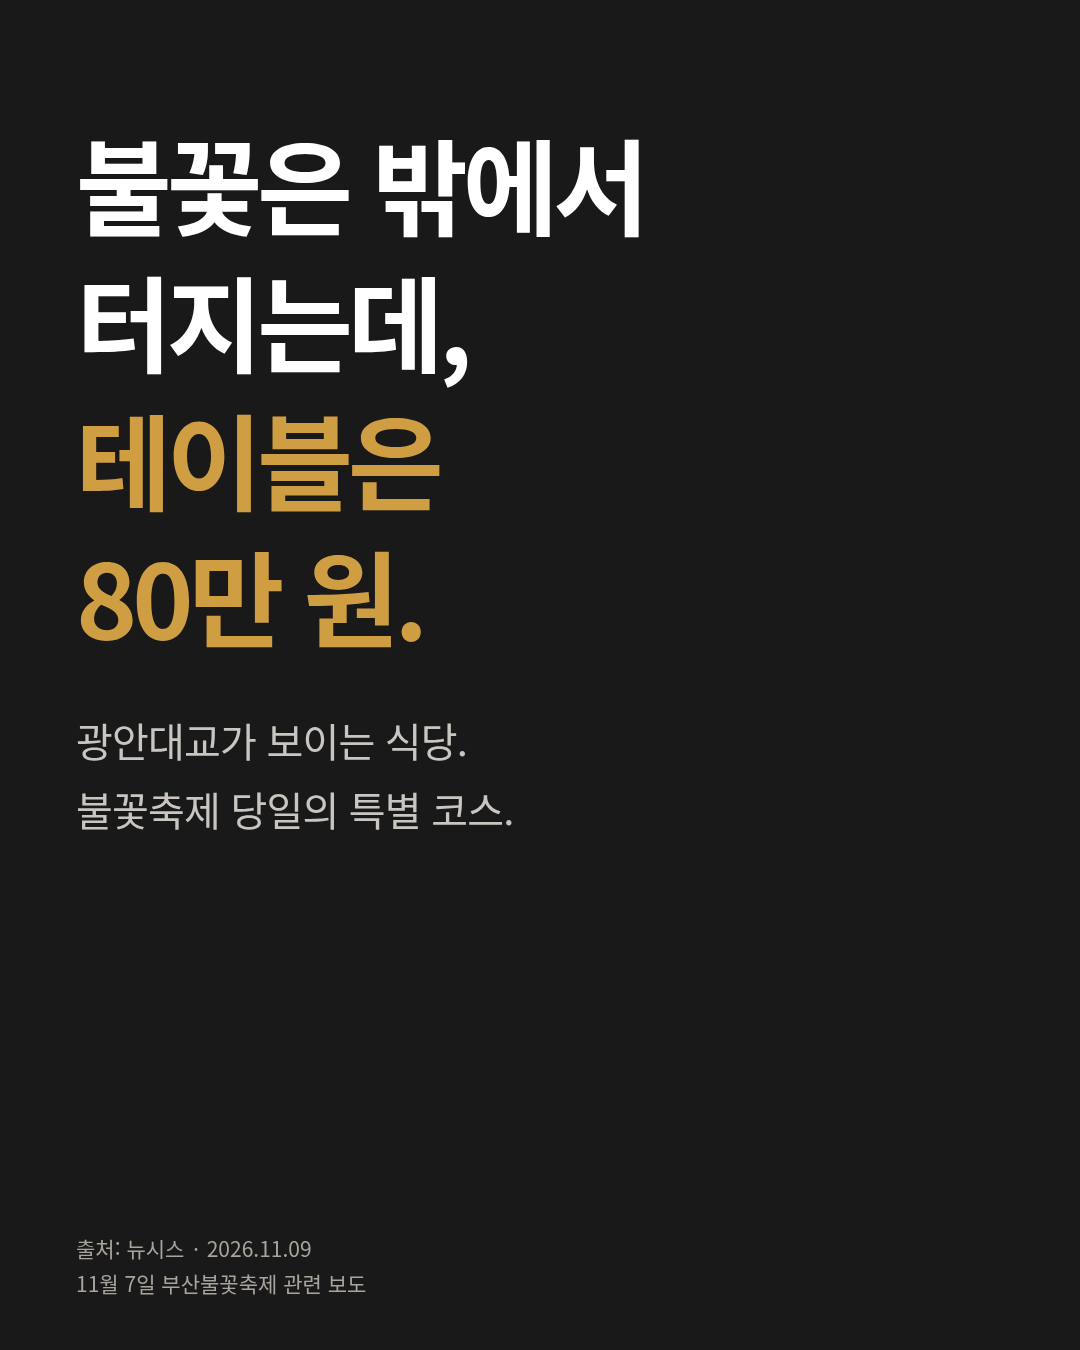 불꽃은 밖에서
터지는데,
테이블은
80만 원.
광안대교가 보이는 식당.
불꽃축제 당일의 특별 코스.
출처: 뉴시스 · 2026.11.09
11월 7일 부산불꽃축제 관련 보도